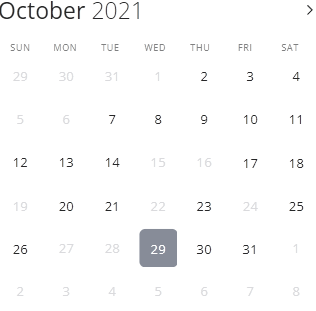 October 2021
SUN MON TUE WED THU FRI SAT
29 30 31 1 2 3 4
5 6 7 8 9 10 11
12 13 14 15 16 17 18
19 20 21 22 23 24 25
26 27 28 29 30 31 1
2 3 4 5 6 7 8